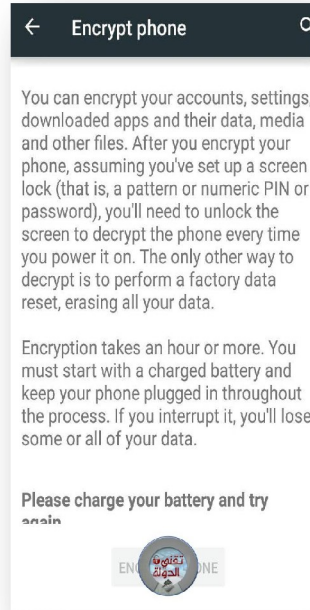 Encrypt phone
You can encrypt your accounts, settings,
downloaded apps and their data, media
and other files. After you encrypt your
phone, assuming you've set up a screen
lock (that is, a pattern or numeric PIN or
password), you'll need to unlock the
screen to decrypt the phone every time
you power it on. The only other way to
decrypt is to perform a factory data
reset, erasing all your data.
Encryption takes an hour or more. You
must start with a charged battery and
keep your phone plugged in throughout
the process. If you interrupt it, you'll lose
some or all of your data.
Please charge your battery and try
again
EN NE
الدولة